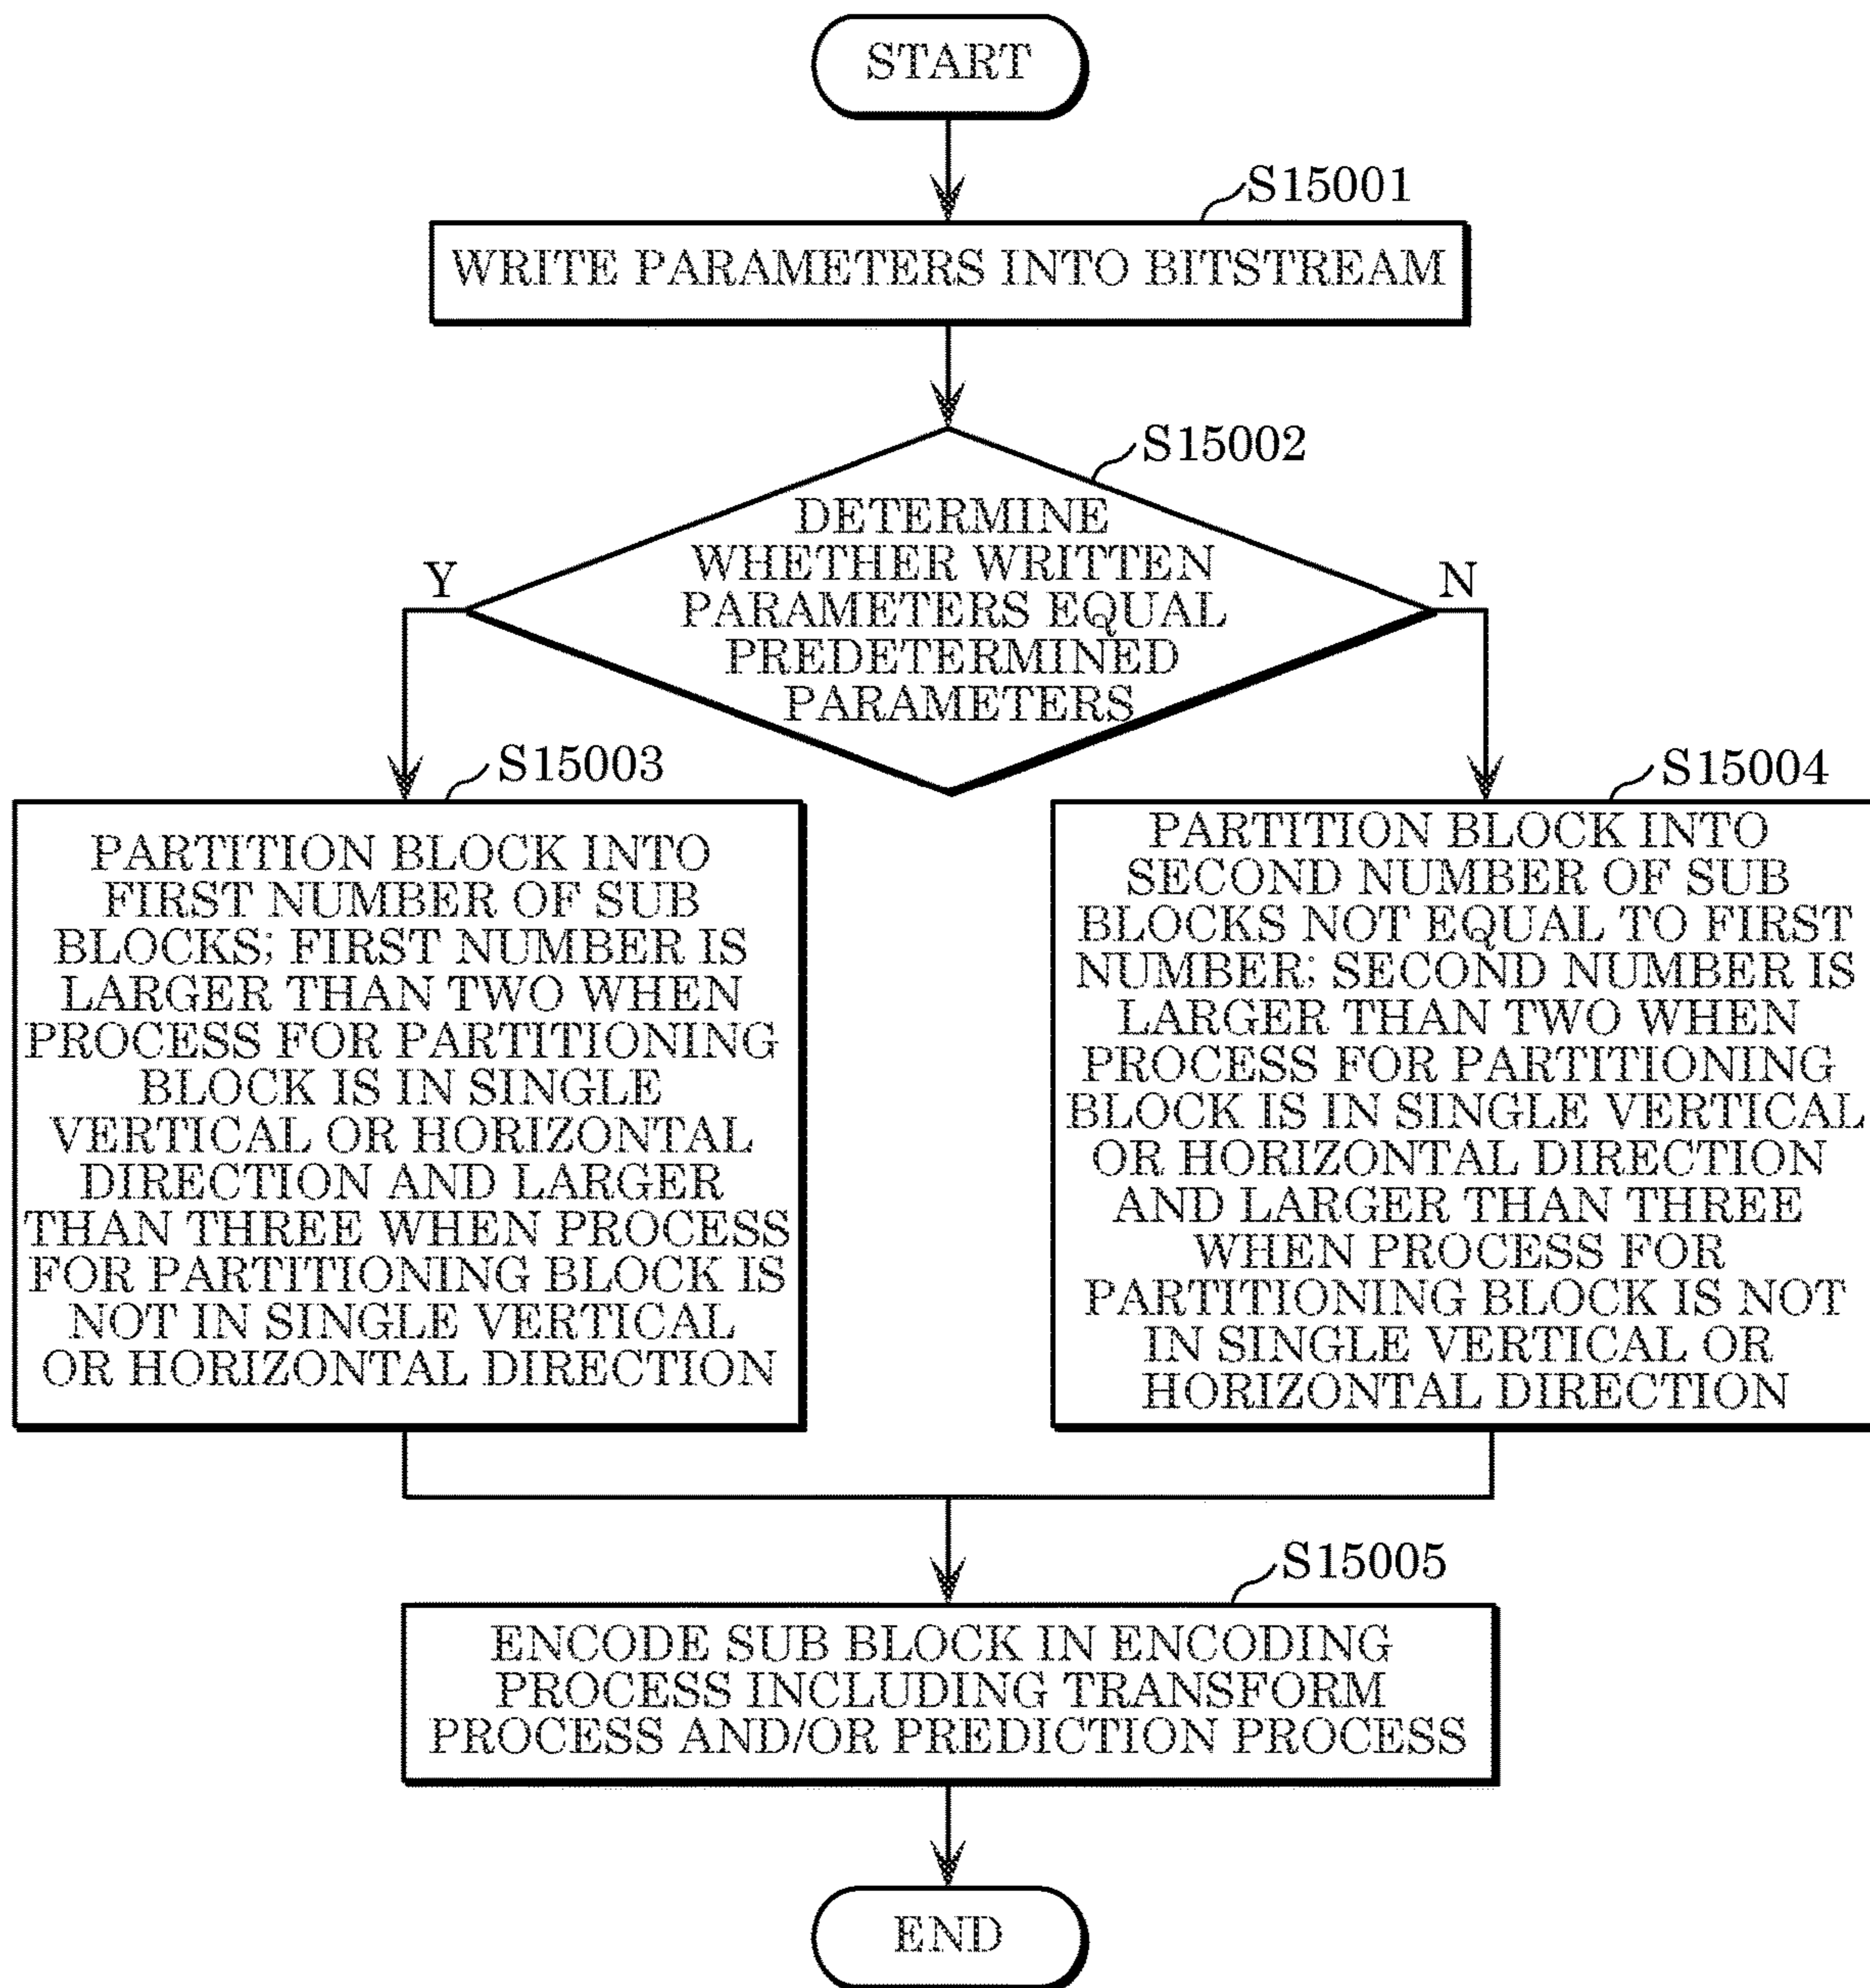 START
S15001
WRITE PARAMETERS INTO BITSTREAM
S15002
DETERMINE
WHETHER WRITTEN
PARAMETERS EQUAL
PREDETERMINED
PARAMETERS
Y
N
S15003
PARTITION BLOCK INTO
FIRST NUMBER OF SUB
BLOCKS; FIRST NUMBER IS
LARGER THAN TWO WHEN
PROCESS FOR PARTITIONING
BLOCK IS IN SINGLE
VERTICAL OR HORIZONTAL
DIRECTION AND LARGER
THAN THREE WHEN PROCESS
FOR PARTITIONING BLOCK IS
NOT IN SINGLE VERTICAL
OR HORIZONTAL DIRECTION
S15004
PARTITION BLOCK INTO
SECOND NUMBER OF SUB
BLOCKS NOT EQUAL TO FIRST
NUMBER; SECOND NUMBER IS
LARGER THAN TWO WHEN
PROCESS FOR PARTITIONING
BLOCK IS IN SINGLE VERTICAL
OR HORIZONTAL DIRECTION
AND LARGER THAN THREE
WHEN PROCESS FOR
PARTITIONING BLOCK IS NOT
IN SINGLE VERTICAL OR
HORIZONTAL DIRECTION
S15005
ENCODE SUB BLOCK IN ENCODING
PROCESS INCLUDING TRANSFORM
PROCESS AND/OR PREDICTION PROCESS
END